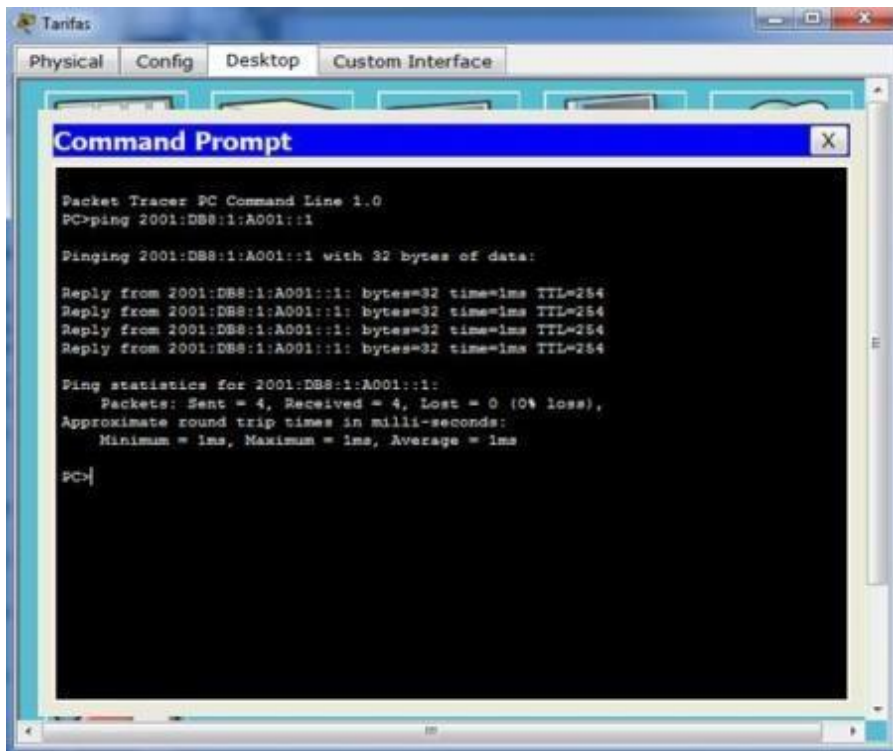 Tarifas
Physical Config Desktop Custom Interface
Command Prompt X
Packet Tracer PC Command Line 1.0
PC>ping 2001:DB8:1:A001::1
Pinging 2001:DB8:1:A001::1 with 32 bytes of data:
Reply from 2001:DB8:1:A001::1: bytes=32 time=1ms TTL=254
Reply from 2001:DB8:1:A001::1: bytes=32 time=1ms TTL=254
Reply from 2001:DB8:1:A001::1: bytes=32 time=1ms TTL=254
Reply from 2001:DB8:1:A001::1: bytes=32 time=1ms TTL=254
Ping statistics for 2001:DB8:1:A001::1:
Packets: Sent = 4, Received = 4, Lost = 0 (0% loss),
Approximate round trip times in milli-seconds:
Minimum = 1ms, Maximum = 1ms, Average = 1ms
PC>